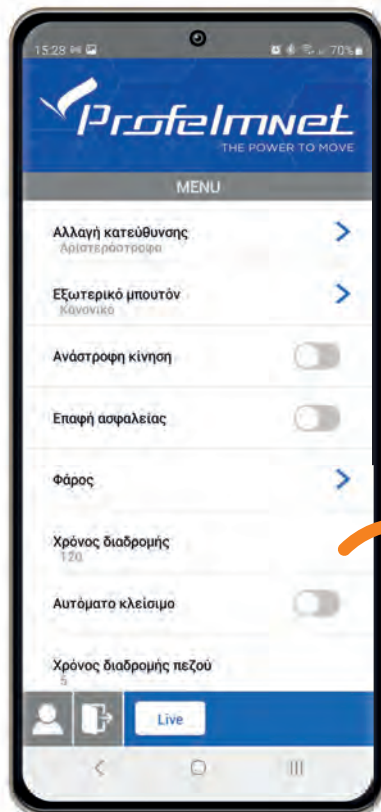 15:28
70%
Profelmnet
THE POWER TO MOVE
MENU
Αλλαγή κατεύθυνσης
Αριστερόστροφα
Εξωτερικό μπουτόν
Κανονικό
Ανάστροφη κίνηση
Επαφή ασφαλείας
Φάρος
Χρόνος διαδρομής
120
Αυτόματο κλείσιμο
Χρόνος διαδρομής πεζού
5
Live